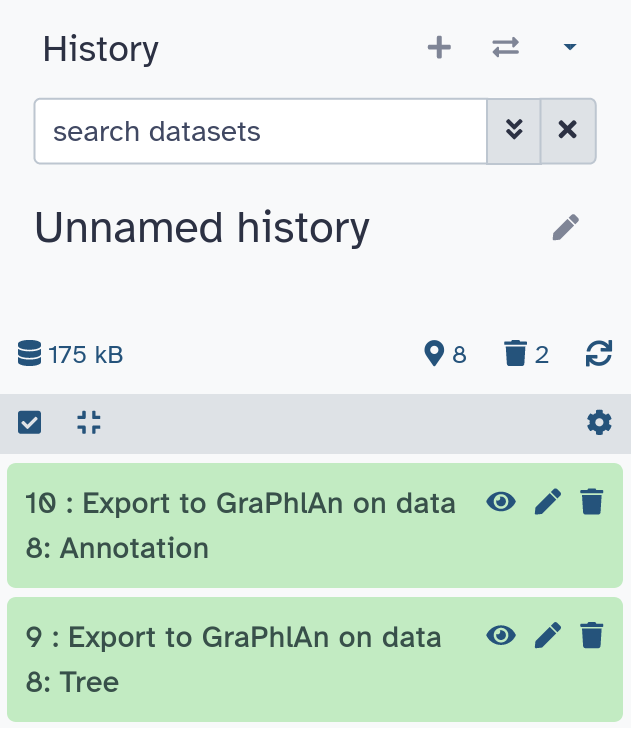 History
search datasets
Unnamed history
175 kB 8 2
10 : Export to GraPhlAn on data
8: Annotation
9 : Export to GraPhlAn on data
8: Tree